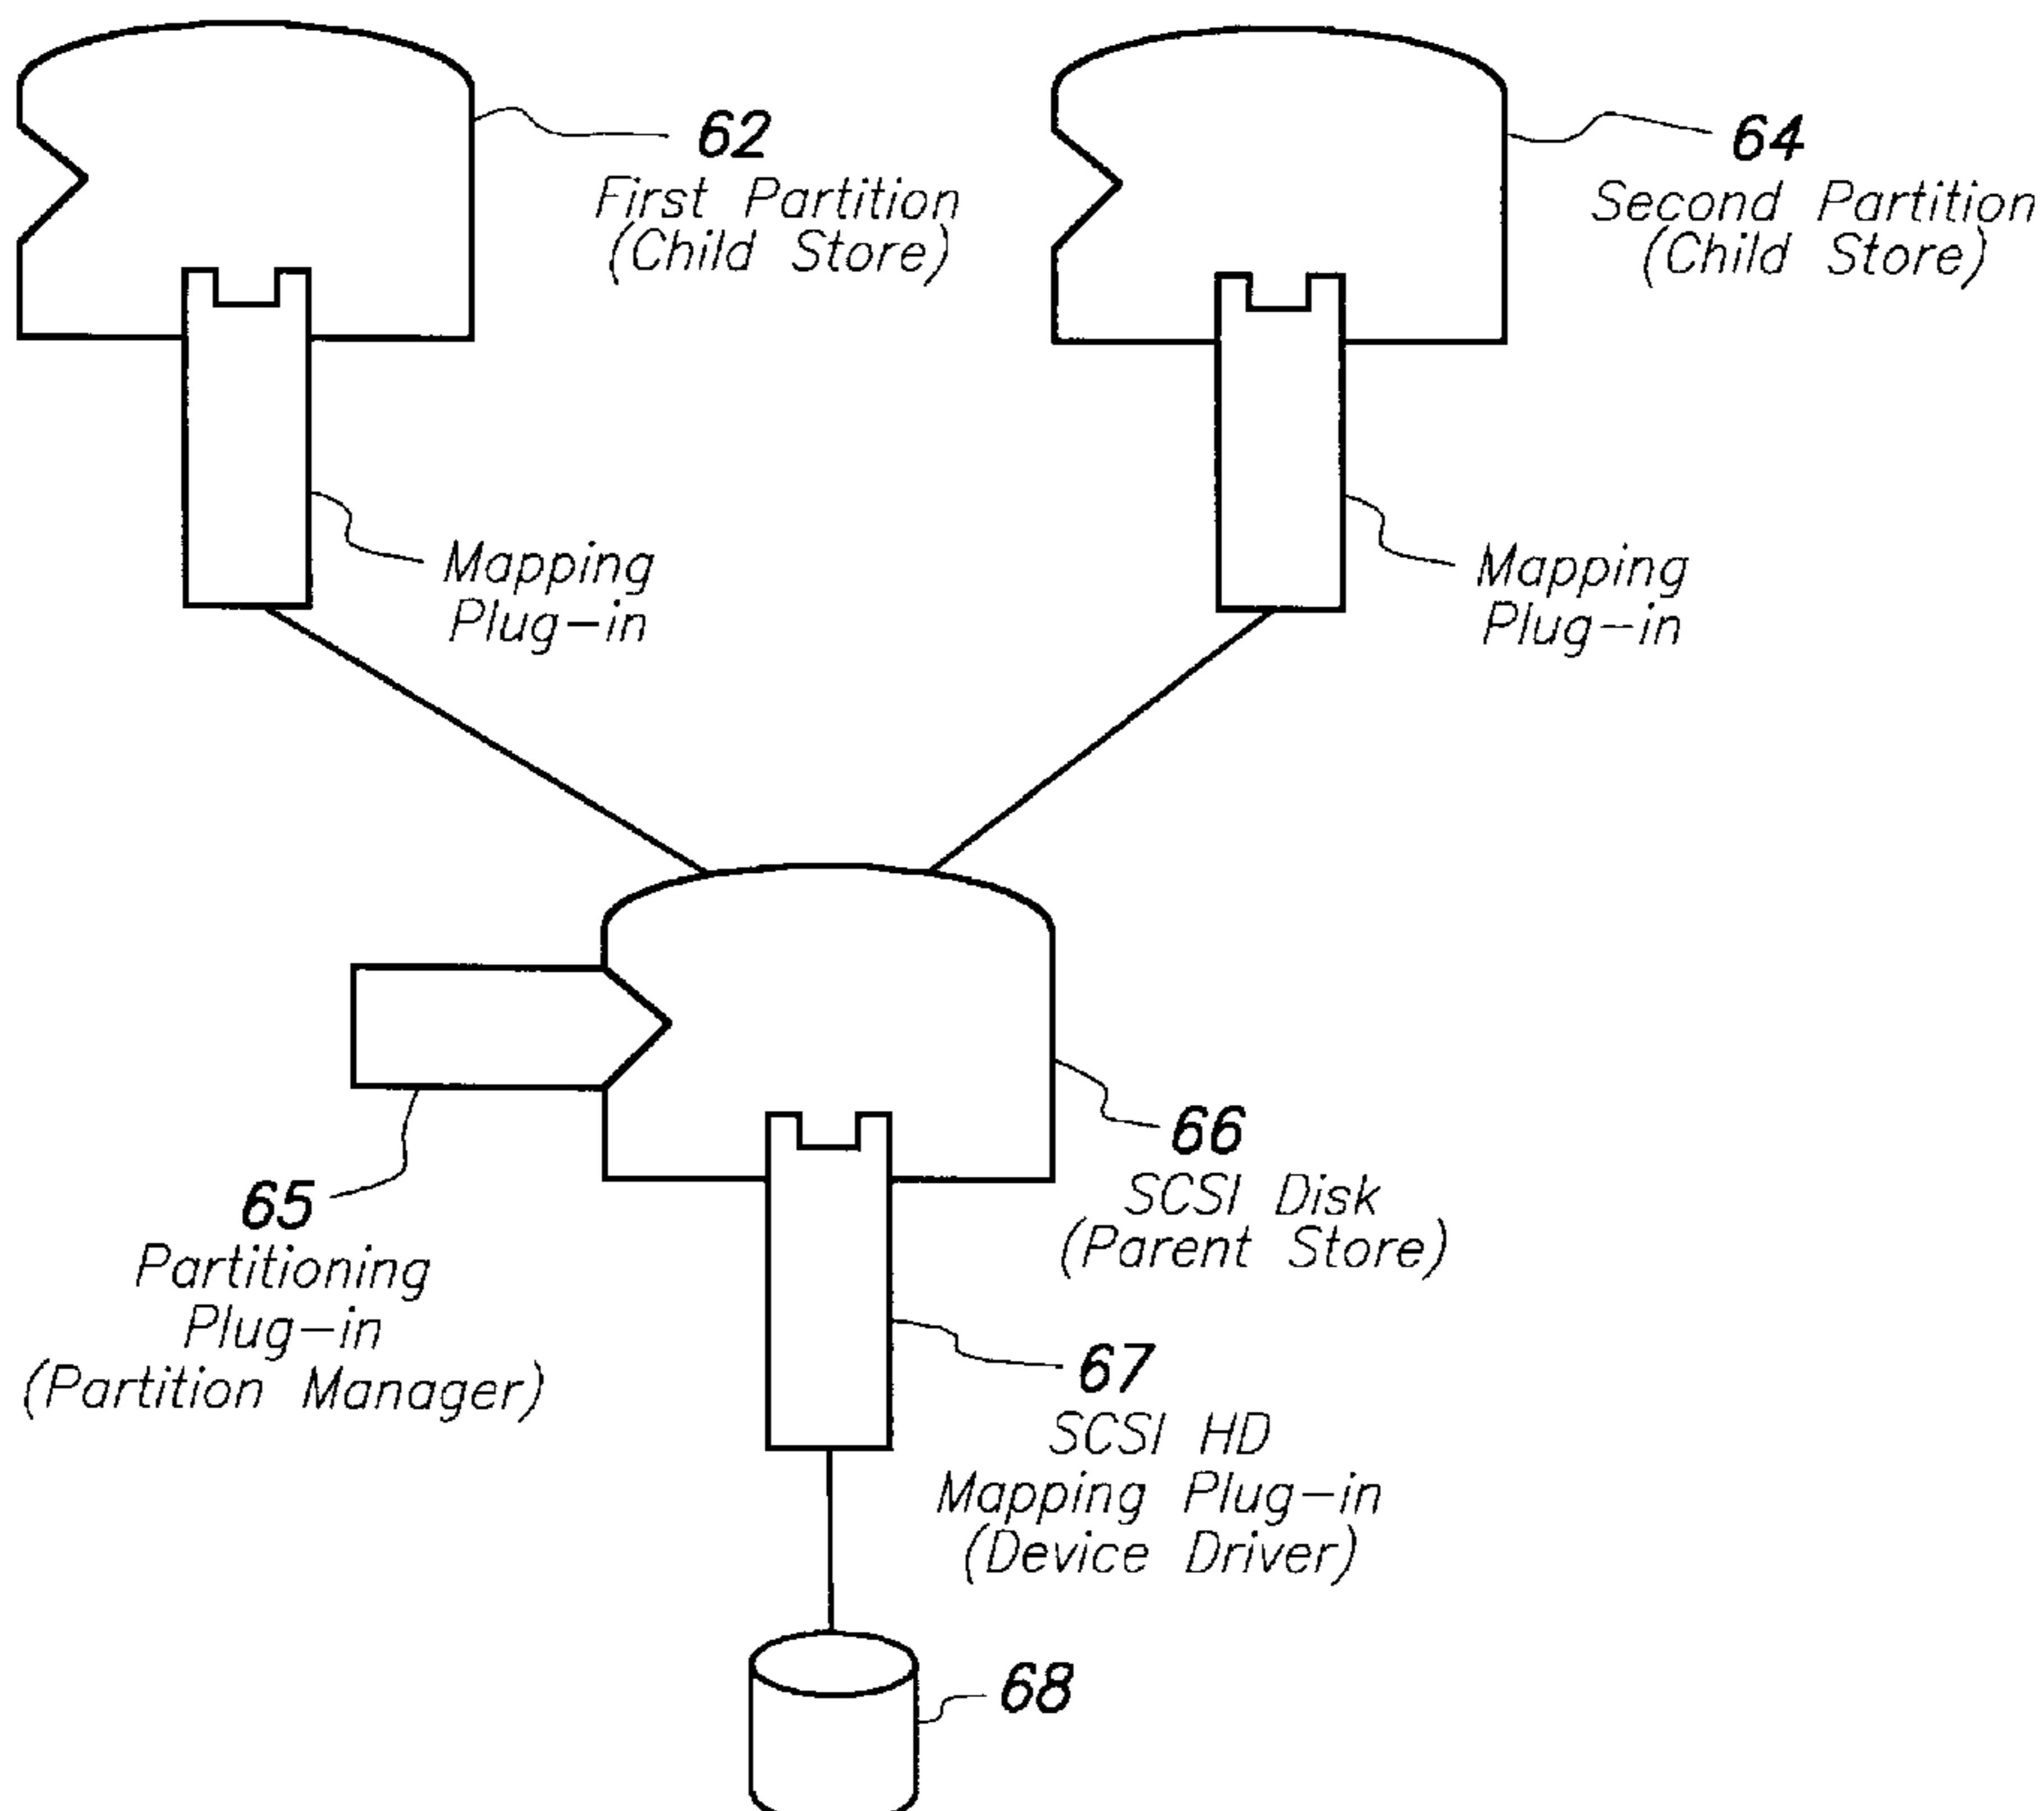 62
First Partition
(Child Store)
64
Second Partition
(Child Store)
Mapping
Plug-in
Mapping
Plug-in
65
Partitioning
Plug-in
(Partition Manager)
66
SCSI Disk
(Parent Store)
67
SCSI HD
Mapping Plug-in
(Device Driver)
68